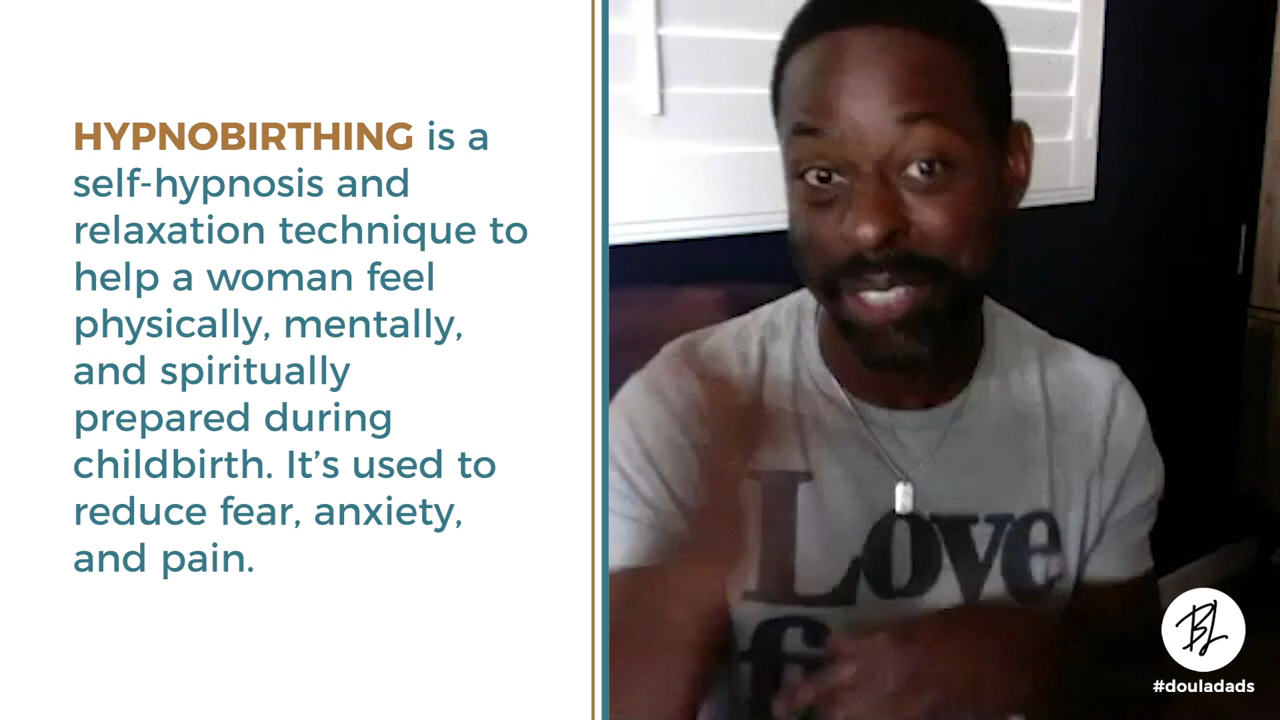 HYPNOBIRTHING is a
self-hypnosis and
relaxation technique to
help a woman feel
physically, mentally,
and spiritually
prepared during
childbirth. It’s used to
reduce fear, anxiety,
and pain.
Love
BL
#douladads